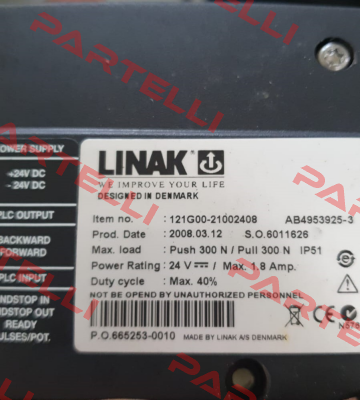 PARTELLI
POWER SUPPLY
+24V DC
- 24V DC
PLC OUTPUT
BACKWARD
FORWARD
PLC INPUT
ENDSTOP IN
ENDSTOP OUT
READY
PULSES/POT.
LINAK
WE IMPROVE YOUR LIFE
DESIGNED IN DENMARK
Item no. : 121G00-21002408 AB4953925-3
Prod. Date : 2008.03.12 S.O.6011626
Max. load : Push 300 N / Pull 300 N IP51
Power Rating : 24 V / Max. 1.8 Amp.
Duty cycle : Max. 40%
NOT BE OPEND BY UNAUTHORIZED PERSONNEL
P.O.665253-0010 MADE BY LINAK A/S DENMARK
PARTELLI
PARTELLI
PARTELLI